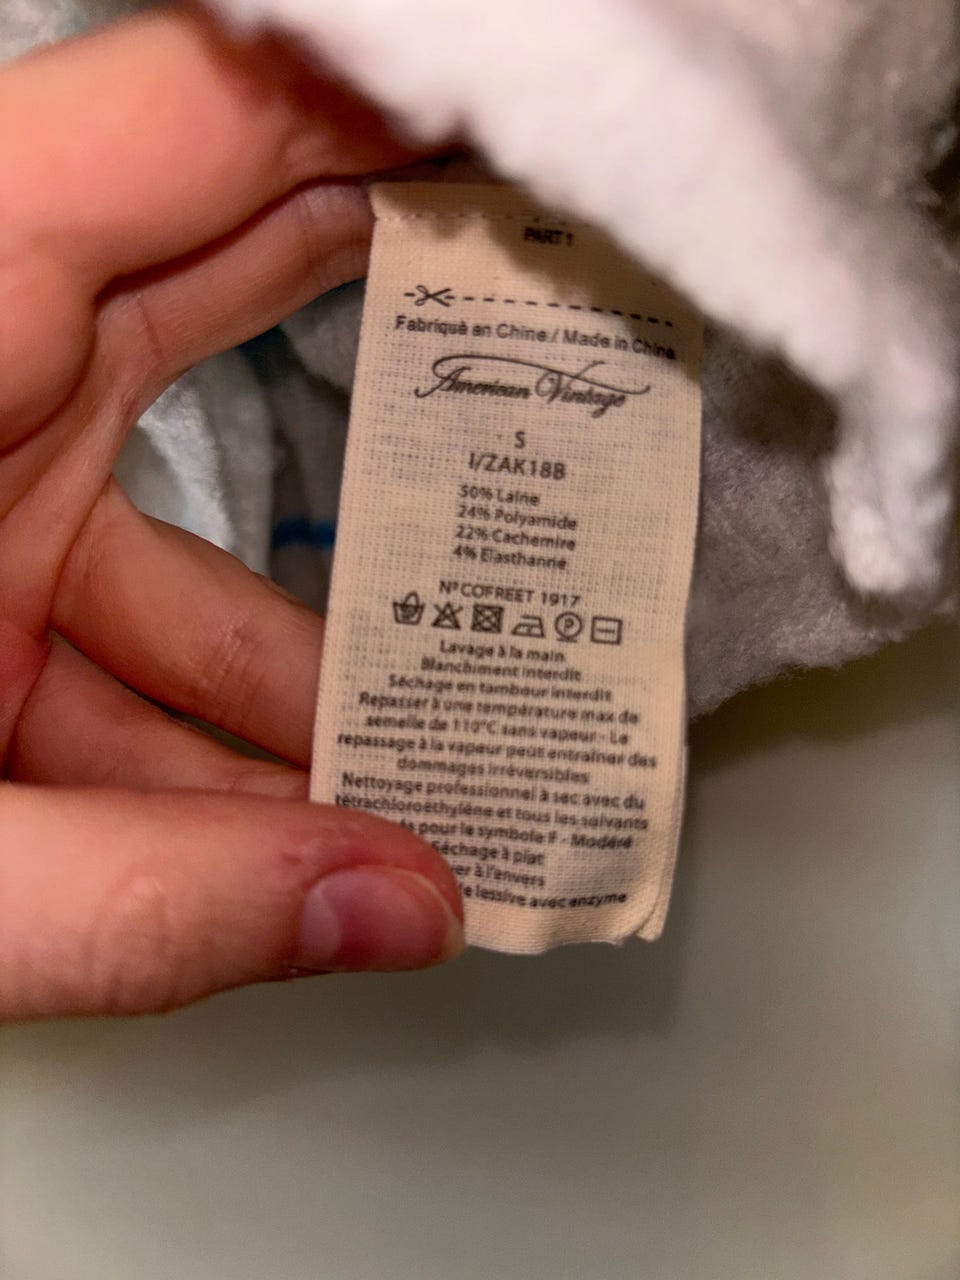 PART 1
Fabriqué en Chine / Made in China
American Vintage
S
I/ZAK18B
50% Laine
24% Polyamide
22% Cachemire
4% Elasthanne
N°COFREET 1917
P
Lavage à la main
Blanchiment interdit
Séchage en tambour interdit
Repasser à une température max de
semelle de 110°C sans vapeur - Le
repassage à la vapeur peut entraîner des
dommages irréversibles
Nettoyage professionnel à sec avec du
tétrachloroéthylène et tous les solvants
pour le symbole F - Modéré
Séchage à plat
à l'envers
lessive avec enzyme